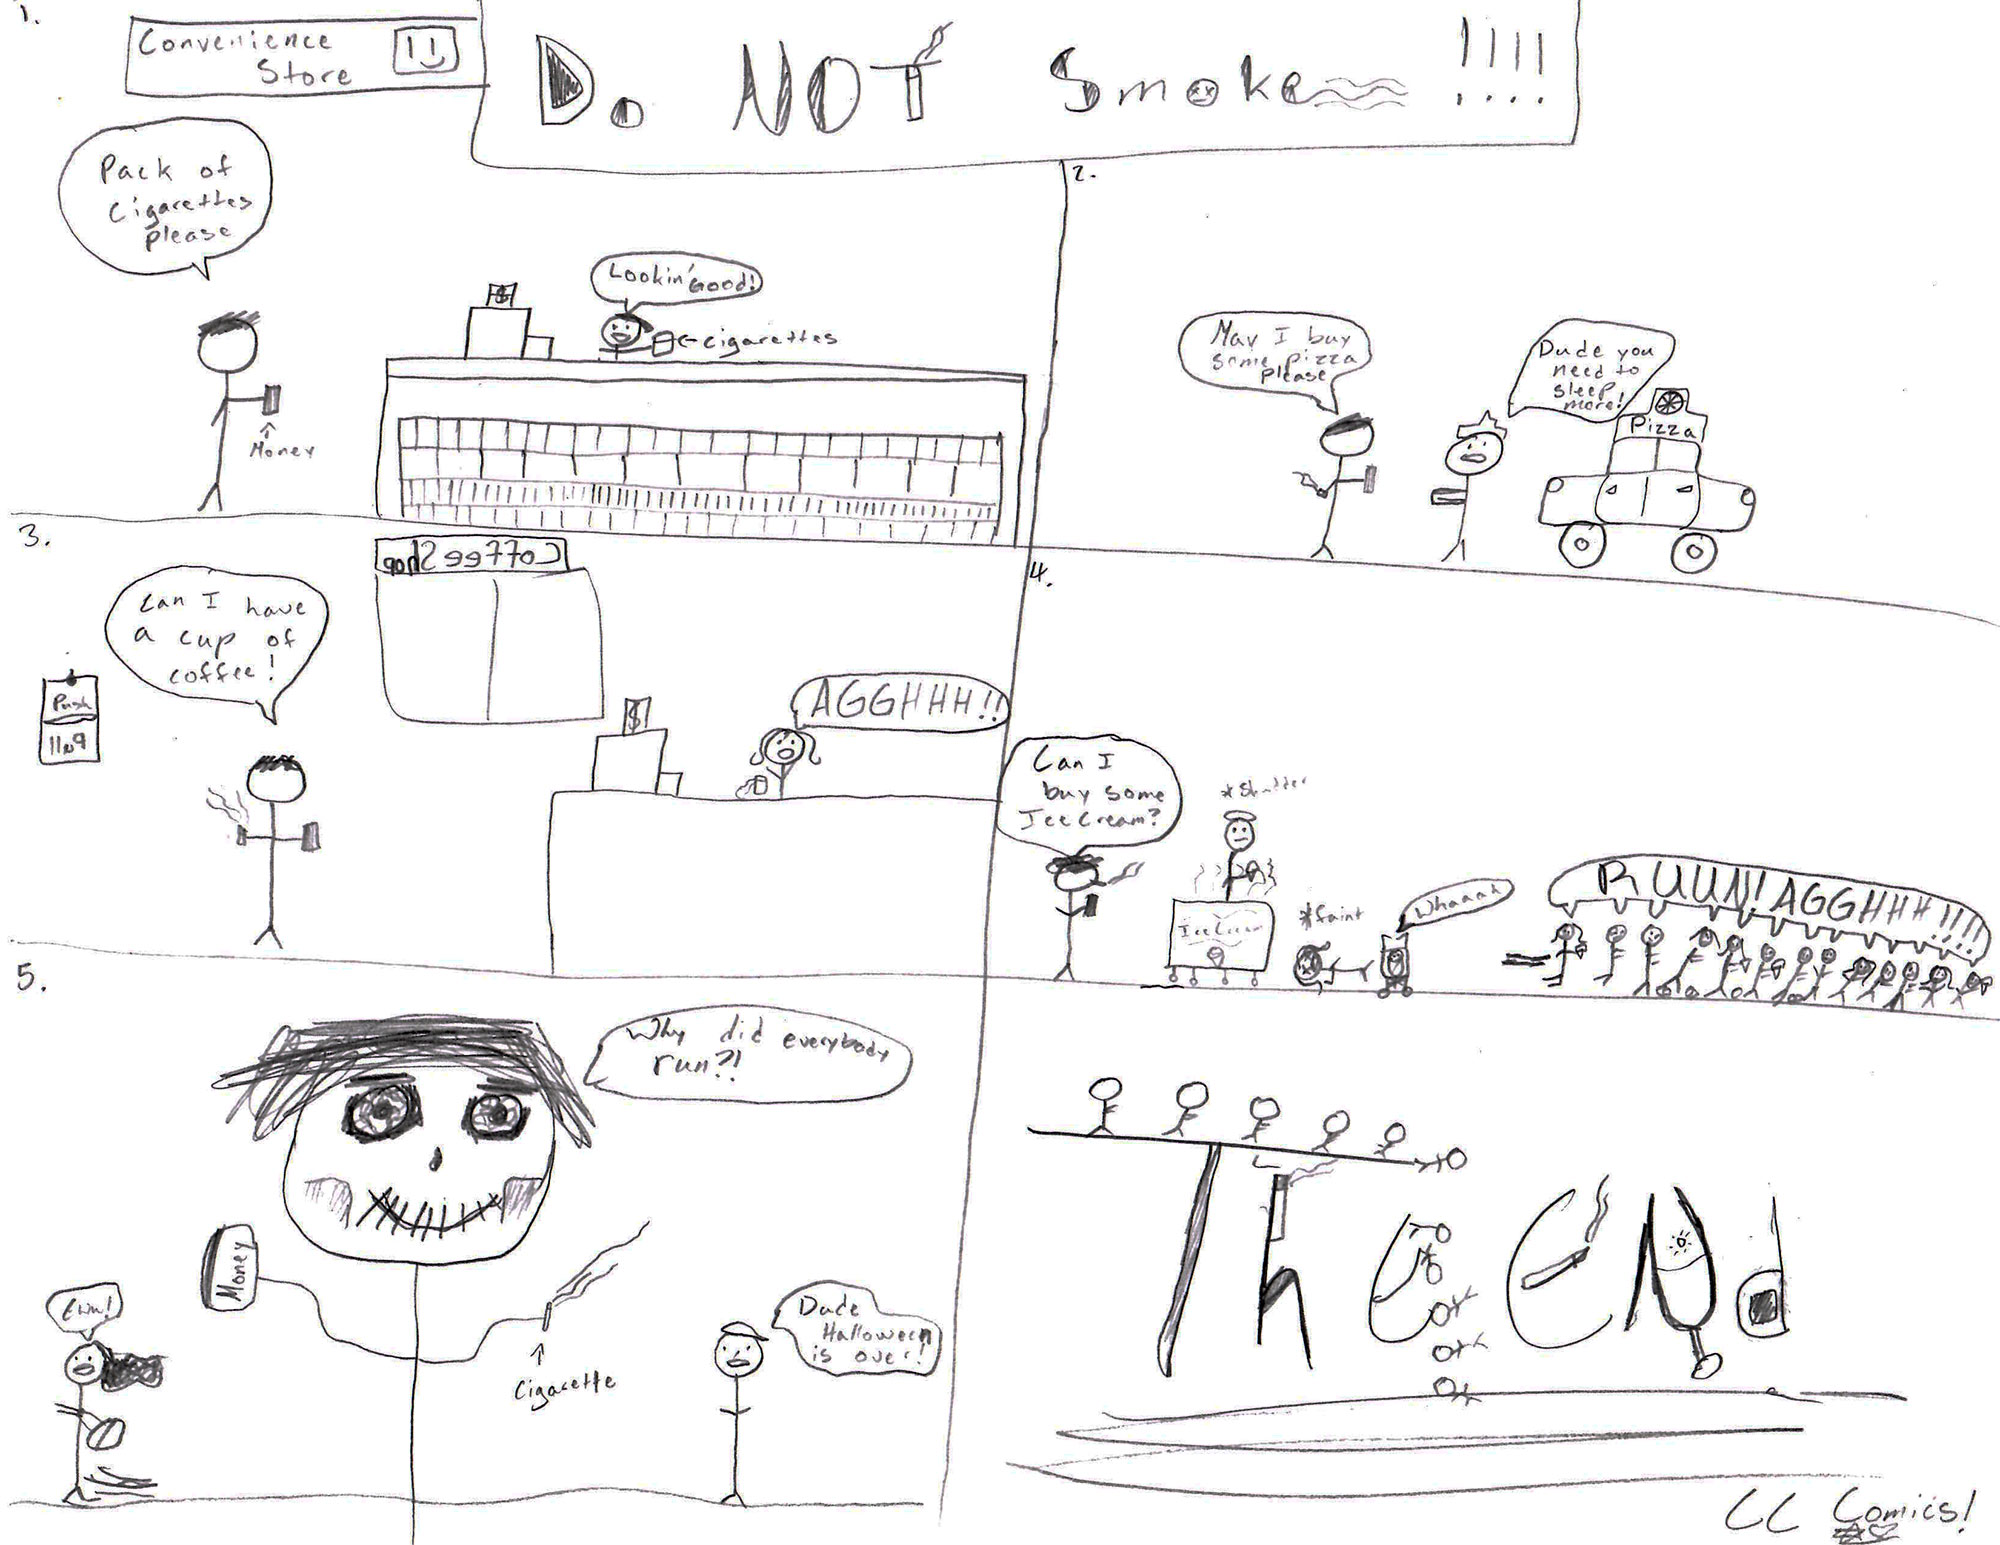 1.
Convenience
Store
Do NOT Smoke !!!!
Pack of
cigarettes
please
Lookin' Good!
$
←cigarettes
Money
2.
May I buy
some pizza
please
Dude you
need to
sleep
more!
Pizza
3.
Coffee Shop
Can I have
a cup of
coffee!
Push
Pull
$
AGGHHH!!
4.
Can I
buy some
Ice Cream?
*Shudder
Ice Cream
*faint
Whaaaa
RUUN! AGGHHH!!!!
5.
Why did everybody
run?!
Money
Eww!
Cigarette
Dude
Halloween
is over!
The eNd
CC Comics!